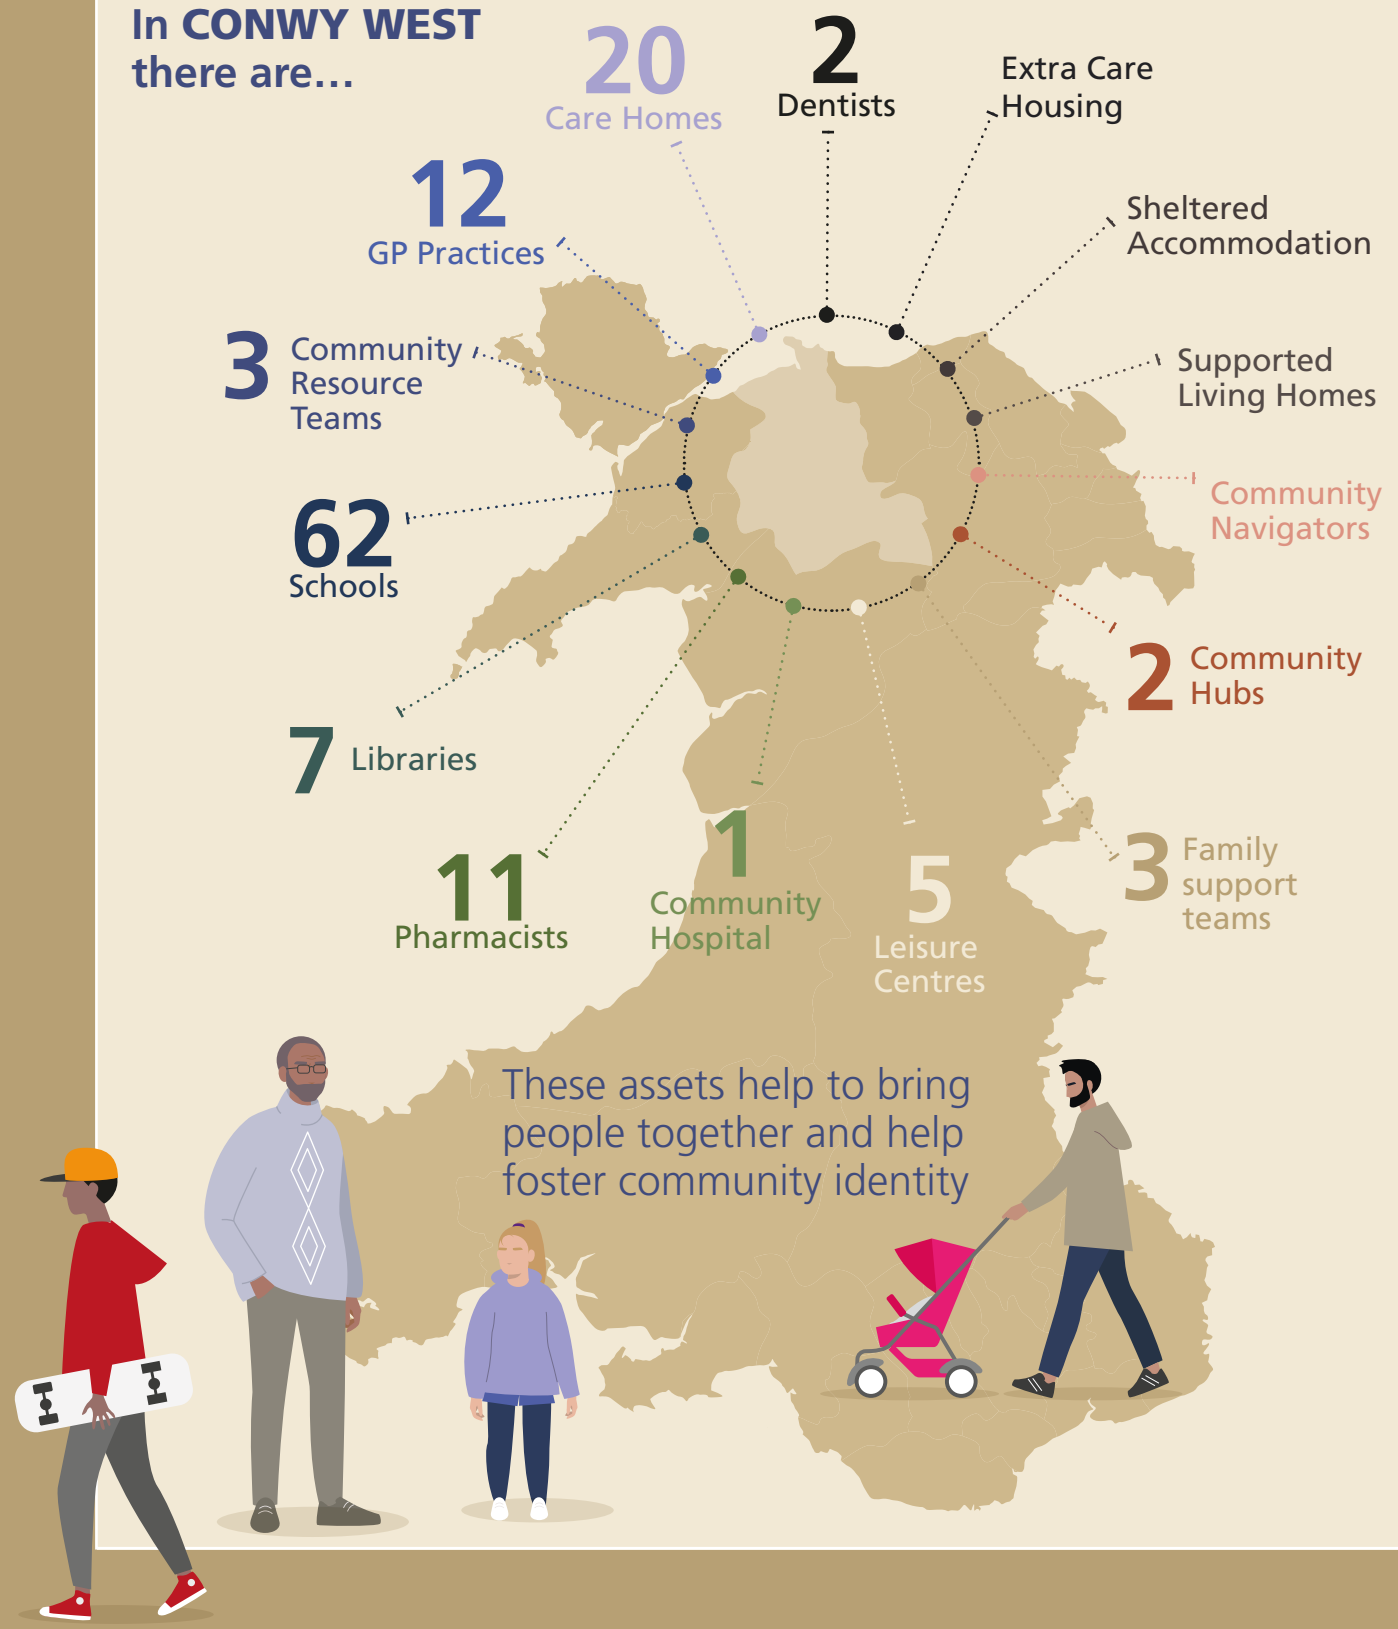 In CONWY WEST
there are...
20
Care Homes
2
Dentists
Extra Care
Housing
12
GP Practices
Sheltered
Accommodation
3
Community
Resource
Teams
Supported
Living Homes
62
Schools
Community
Navigators
2
Community
Hubs
7
Libraries
11
Pharmacists
1
Community
Hospital
5
Leisure
Centres
3
Family
support
teams
These assets help to bring
people together and help
foster community identity